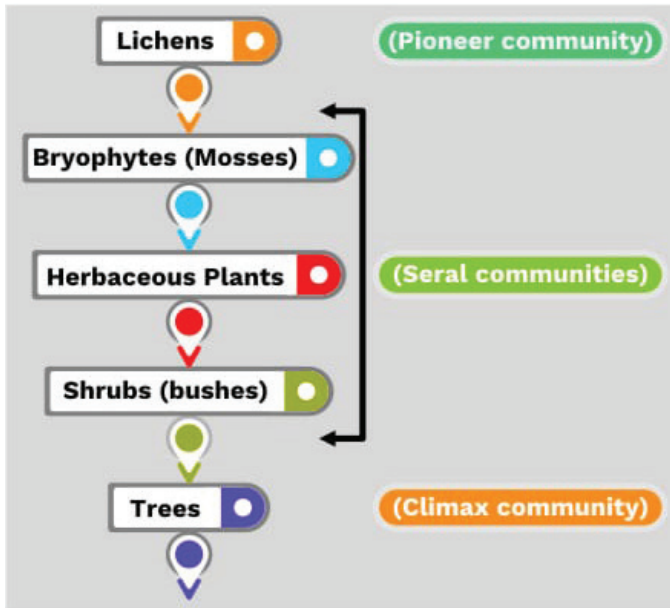 Lichens
(Pioneer community)
Bryophytes (Mosses)
Herbaceous Plants
(Seral communities)
Shrubs (bushes)
Trees
(Climax community)